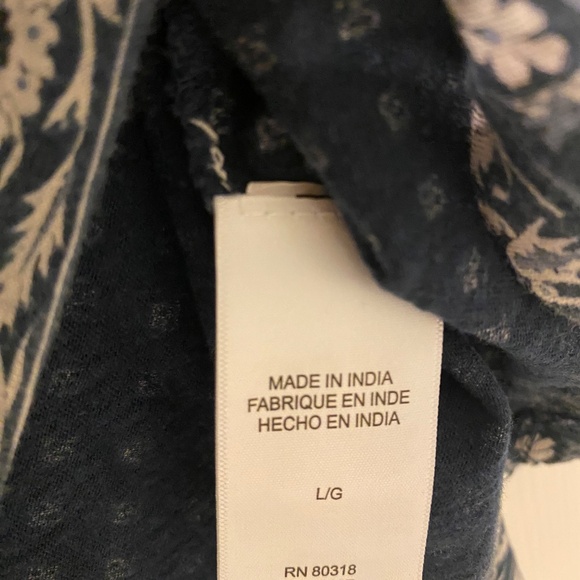 MADE IN INDIA
FABRIQUE EN INDE
HECHO EN INDIA
L/G
RN 80318